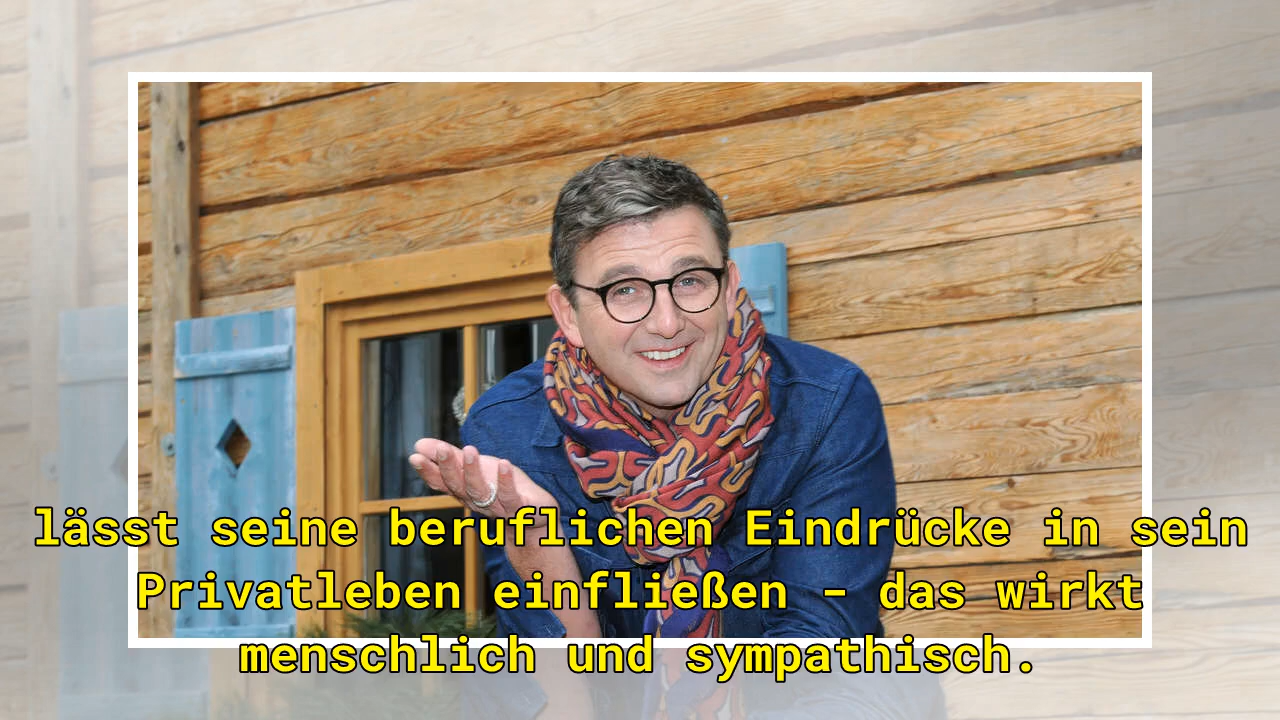 lässt seine beruflichen Eindrücke in sein
Privatleben einfließen – das wirkt
menschlich und sympathisch.